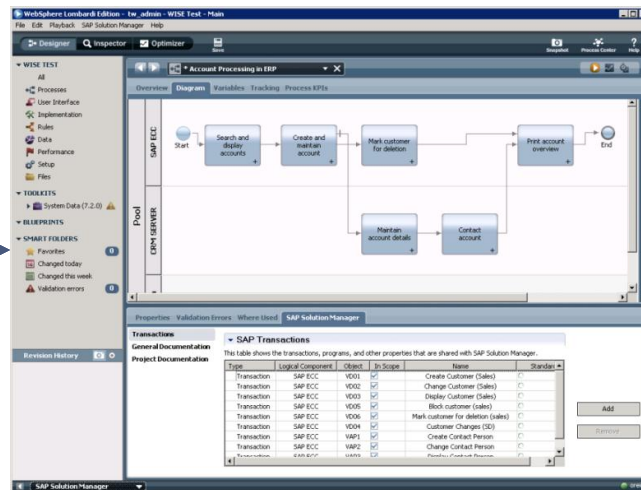 WebSphere Lombardi Edition - tw_admin - WISE Test - Main
File Edit Playback SAP Solution Manager Help
Designer Inspector Optimizer Save Snapshot Process Center Help
WISE TEST
All
Processes
User Interface
Implementation
Rules
Data
Performance
Setup
Files
TOOLKITS
System Data (7.2.0)
BLUEPRINTS
SMART FOLDERS
Favorites 0
Changed today
Changed this week
Validation errors 0
Revision History
* Account Processing in ERP
Overview Diagram Variables Tracking Process KPIs
Pool
SAP ECC
Start
Search and
display
accounts
Create and
maintain
account
Mark customer
for deletion
Print account
overview
End
CRM SERVER
Maintain
account details
Contact
account
Properties Validation Errors Where Used SAP Solution Manager
Transactions
General Documentation
Project Documentation
SAP Transactions
This table shows the transactions, programs, and other properties that are shared with SAP Solution Manager.
Type Logical Component Object In Scope Name Standard
Transaction SAP ECC VD01 Create Customer (Sales)
Transaction SAP ECC VD02 Change Customer (Sales)
Transaction SAP ECC VD03 Display Customer (Sales)
Transaction SAP ECC VD05 Block customer (sales)
Transaction SAP ECC VD06 Mark customer for deletion (sales)
Transaction SAP ECC VD04 Customer Changes (SD)
Transaction SAP ECC VAP1 Create Contact Person
Transaction SAP ECC VAP2 Change Contact Person
Transaction SAP ECC VAP3 Display Contact Person
Add
Remove
SAP Solution Manager